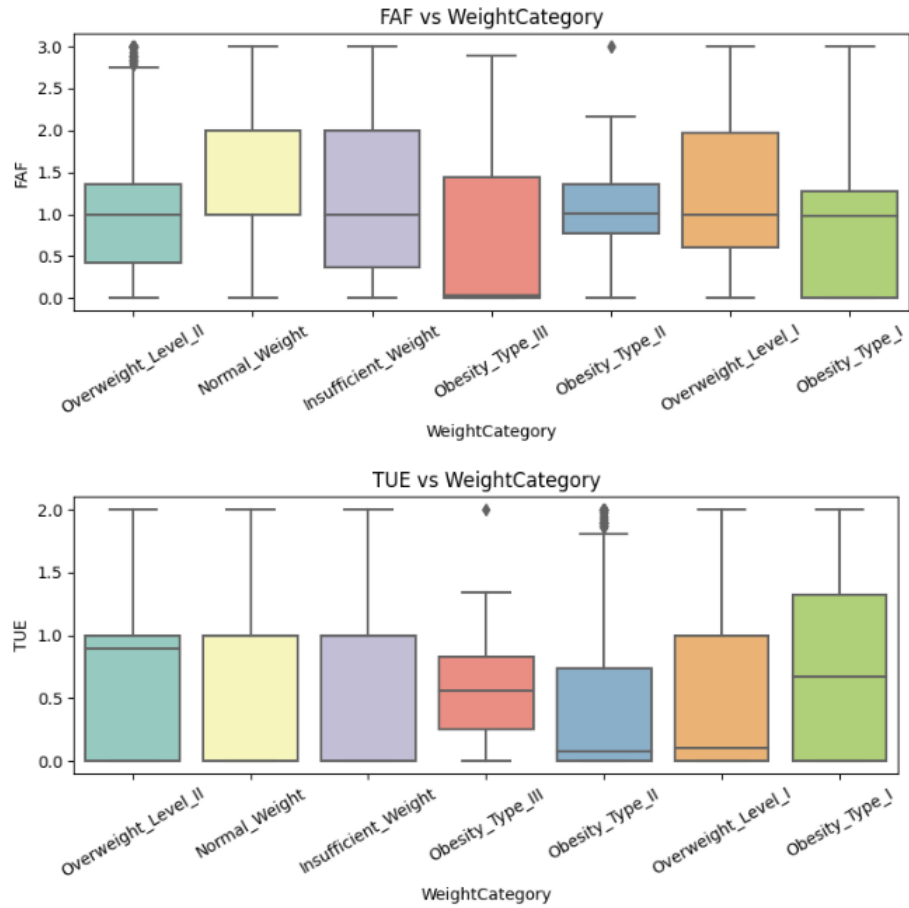 FAF vs WeightCategory
3.0
2.5
2.0
1.5
1.0
0.5
0.0
FAF
Overweight_Level_II
Normal_Weight
Insufficient_Weight
Obesity_Type_III
Obesity_Type_II
Overweight_Level_I
Obesity_Type_I
WeightCategory
TUE vs WeightCategory
2.0
1.5
1.0
0.5
0.0
TUE
Overweight_Level_II
Normal_Weight
Insufficient_Weight
Obesity_Type_III
Obesity_Type_II
Overweight_Level_I
Obesity_Type_I
WeightCategory